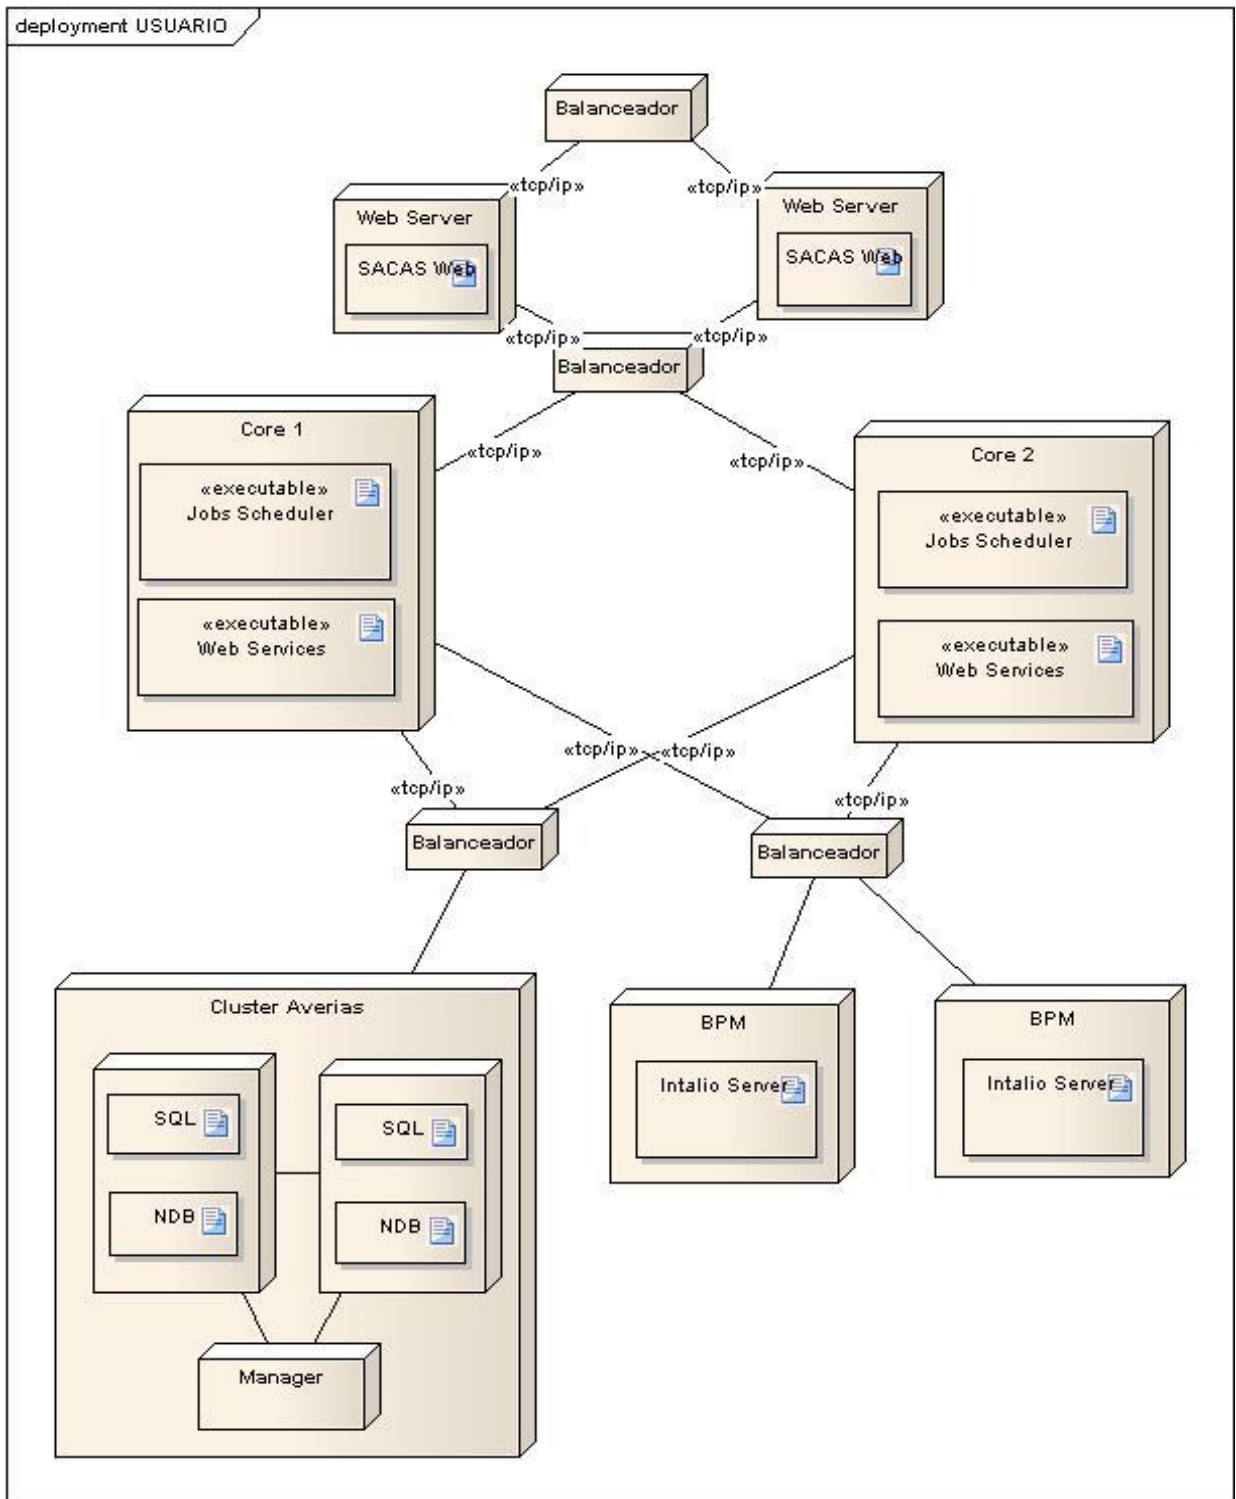 deployment USUARIO
Balanceador
«tcp/ip»
«tcp/ip»
Web Server
SACAS Web
Web Server
SACAS Web
«tcp/ip»
«tcp/ip»
Balanceador
«tcp/ip»
«tcp/ip»
Core 1
«executable»
Jobs Scheduler
«executable»
Web Services
Core 2
«executable»
Jobs Scheduler
«executable»
Web Services
«tcp/ip»
«tcp/ip»
«tcp/ip»
«tcp/ip»
Balanceador
Balanceador
Cluster Averias
SQL
NDB
SQL
NDB
Manager
BPM
Intalio Server
BPM
Intalio Server